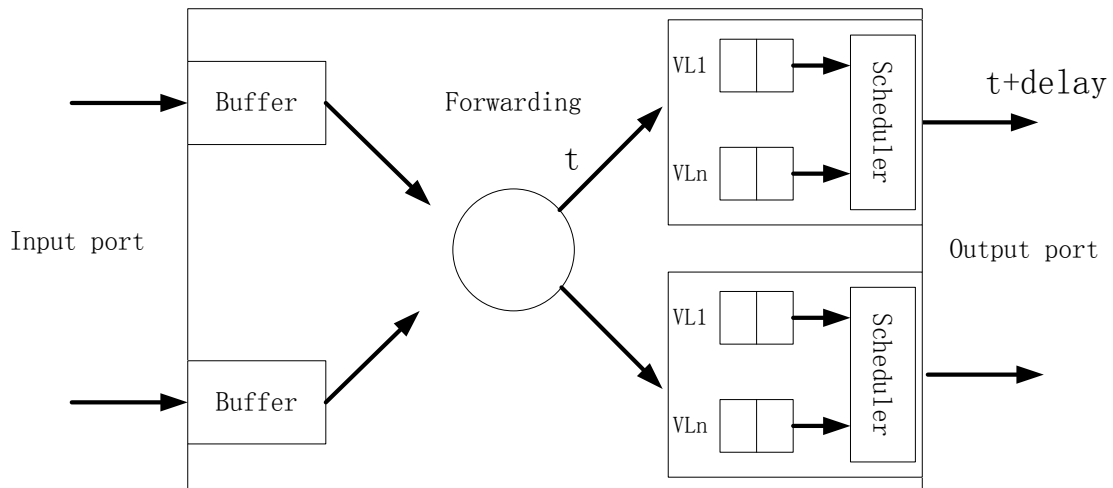 Input port
Buffer
Buffer
Forwarding
t
VL1
VLn
Scheduler
VL1
VLn
Scheduler
t+delay
Output port